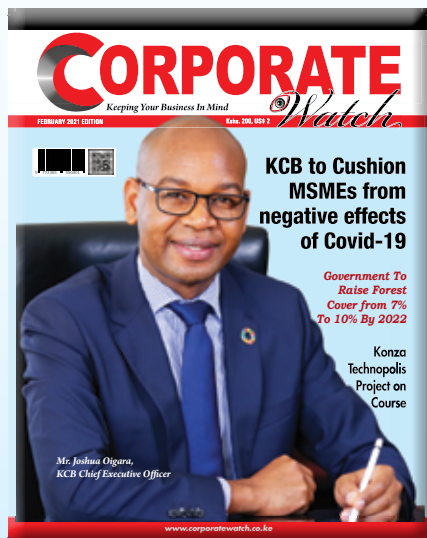 CORPORATE
Keeping Your Business In Mind
Watch
FEBRUARY 2021 EDITION
Kshs. 200, US$ 2
KCB to Cushion
MSMEs from
negative effects
of Covid-19
Government To
Raise Forest
Cover from 7%
To 10% By 2022
Konza
Technopolis
Project on
Course
Mr. Joshua Oigara,
KCB Chief Executive Officer
www.corporatewatch.co.ke